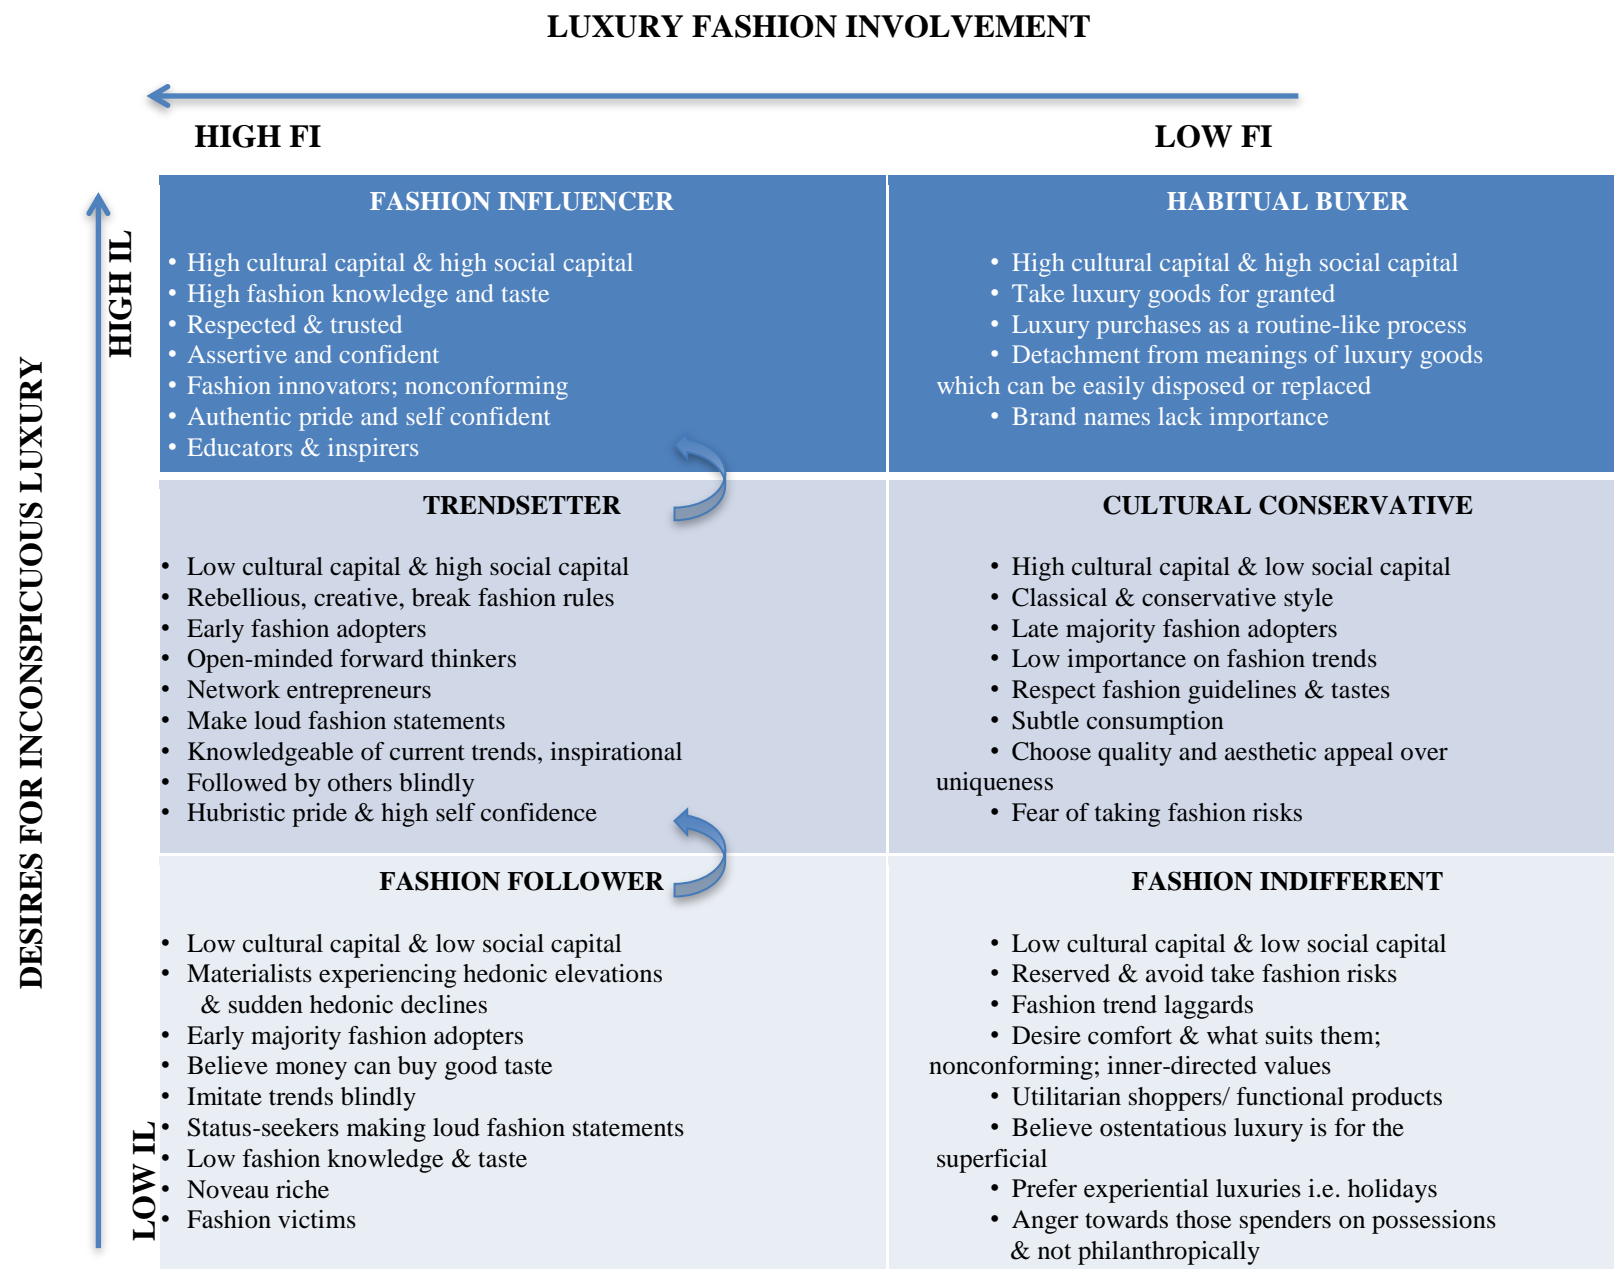 LUXURY FASHION INVOLVEMENT
HIGH FI
LOW FI
DESIRES FOR INCONSPICUOUS LUXURY
HIGH IL
LOW IL
FASHION INFLUENCER
• High cultural capital & high social capital
• High fashion knowledge and taste
• Respected & trusted
• Assertive and confident
• Fashion innovators; nonconforming
• Authentic pride and self confident
• Educators & inspirers
HABITUAL BUYER
• High cultural capital & high social capital
• Take luxury goods for granted
• Luxury purchases as a routine-like process
• Detachment from meanings of luxury goods
which can be easily disposed or replaced
• Brand names lack importance
TRENDSETTER
• Low cultural capital & high social capital
• Rebellious, creative, break fashion rules
• Early fashion adopters
• Open-minded forward thinkers
• Network entrepreneurs
• Make loud fashion statements
• Knowledgeable of current trends, inspirational
• Followed by others blindly
• Hubristic pride & high self confidence
CULTURAL CONSERVATIVE
• High cultural capital & low social capital
• Classical & conservative style
• Late majority fashion adopters
• Low importance on fashion trends
• Respect fashion guidelines & tastes
• Subtle consumption
• Choose quality and aesthetic appeal over
uniqueness
• Fear of taking fashion risks
FASHION FOLLOWER
• Low cultural capital & low social capital
• Materialists experiencing hedonic elevations
& sudden hedonic declines
• Early majority fashion adopters
• Believe money can buy good taste
• Imitate trends blindly
• Status-seekers making loud fashion statements
• Low fashion knowledge & taste
• Noveau riche
• Fashion victims
FASHION INDIFFERENT
• Low cultural capital & low social capital
• Reserved & avoid take fashion risks
• Fashion trend laggards
• Desire comfort & what suits them;
nonconforming; inner-directed values
• Utilitarian shoppers/ functional products
• Believe ostentatious luxury is for the
superficial
• Prefer experiential luxuries i.e. holidays
• Anger towards those spenders on possessions
& not philanthropically